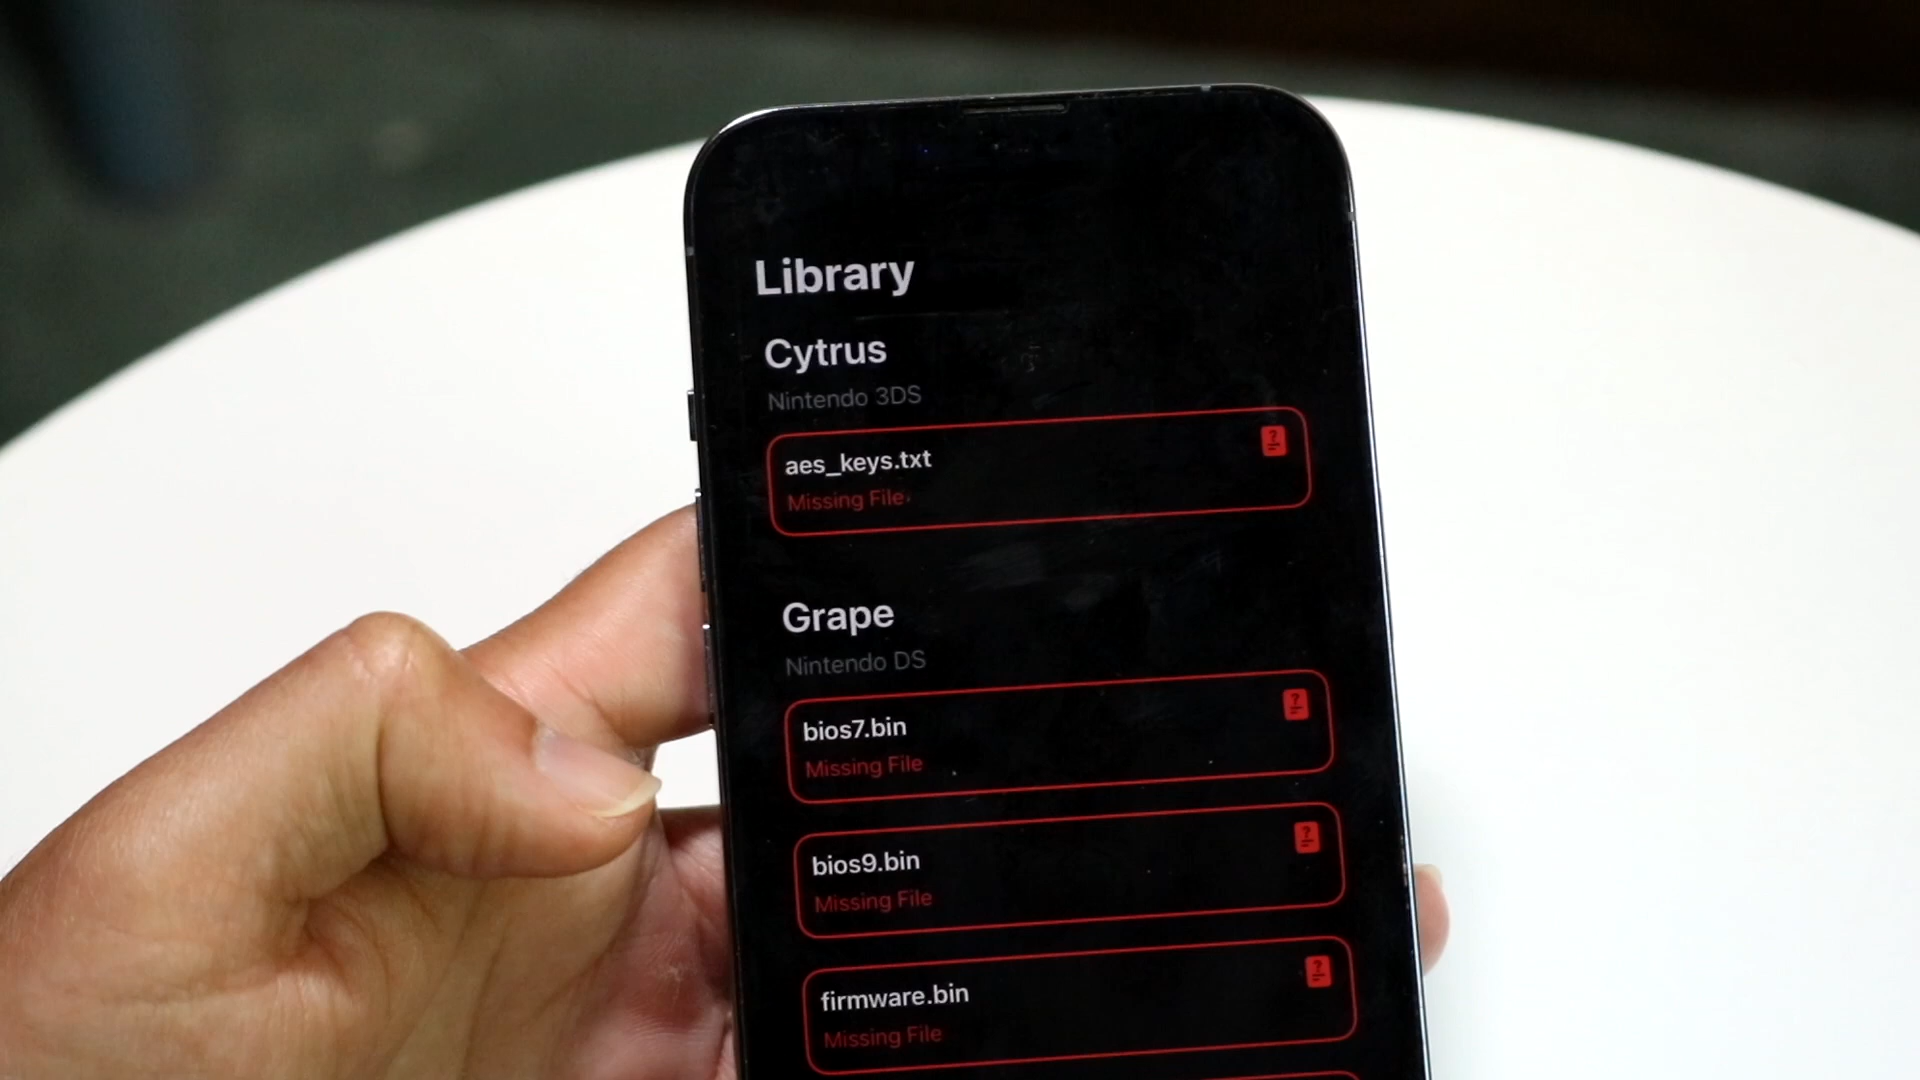 Library
Cytrus
Nintendo 3DS
aes_keys.txt
Missing File
Grape
Nintendo DS
bios7.bin
Missing File
bios9.bin
Missing File
firmware.bin
Missing File